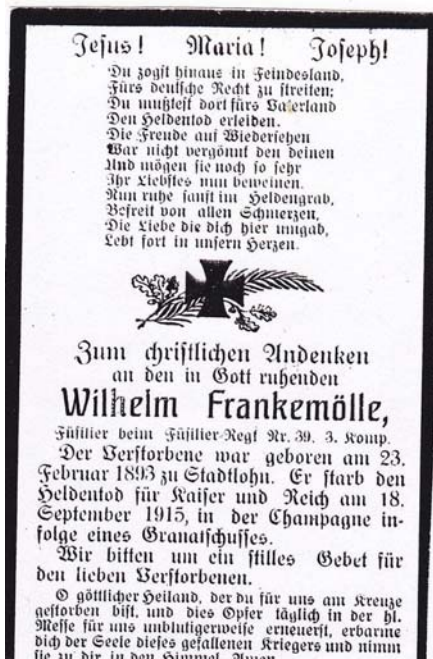 Jesus! Maria! Joseph!
Du zogst hinaus in Feindesland,
Fürs deutsche Recht zu streiten;
Du mußtest dort fürs Vaterland
Den Heldentod erleiden.
Die Freude auf Wiedersehen
War nicht vergönnt den deinen
Und mögen sie noch so sehr
Ihr Liebstes nun beweinen.
Nun ruhe sanft im Heldengrab,
Befreit von allen Schmerzen,
Die Liebe die dich hier umgab,
Lebt fort in unsern Herzen.
Zum christlichen Andenken
an den in Gott ruhenden
Wilhelm Frankemölle,
Füsilier beim Füsilier-Regt Nr. 39. 3. Komp.
Der Verstorbene war geboren am 23.
Februar 1893 zu Stadtlohn. Er starb den
Heldentod für Kaiser und Reich am 18.
September 1915, in der Champagne in-
folge eines Granatschusses.
Wir bitten um ein stilles Gebet für
den lieben Verstorbenen.
O göttlicher Heiland, der du für uns am Kreuze
gestorben bist, und dies Opfer täglich in der hl.
Messe für uns unblutigerweise erneuerst, erbarme
dich der Seele dieses gefallenen Kriegers und nimm
sie zu dir in den Himmel. Amen.